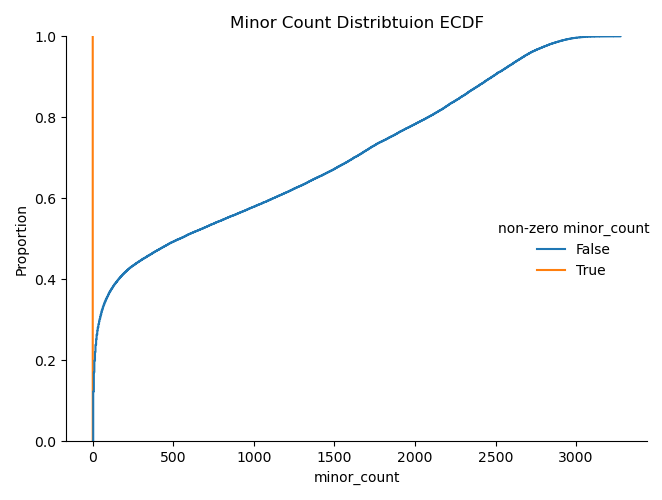 Minor Count Distribtuion ECDF
1.0
0.8
0.6
0.4
0.2
0.0
Proportion
non-zero minor_count
False
True
0
500
1000
1500
2000
2500
3000
minor_count